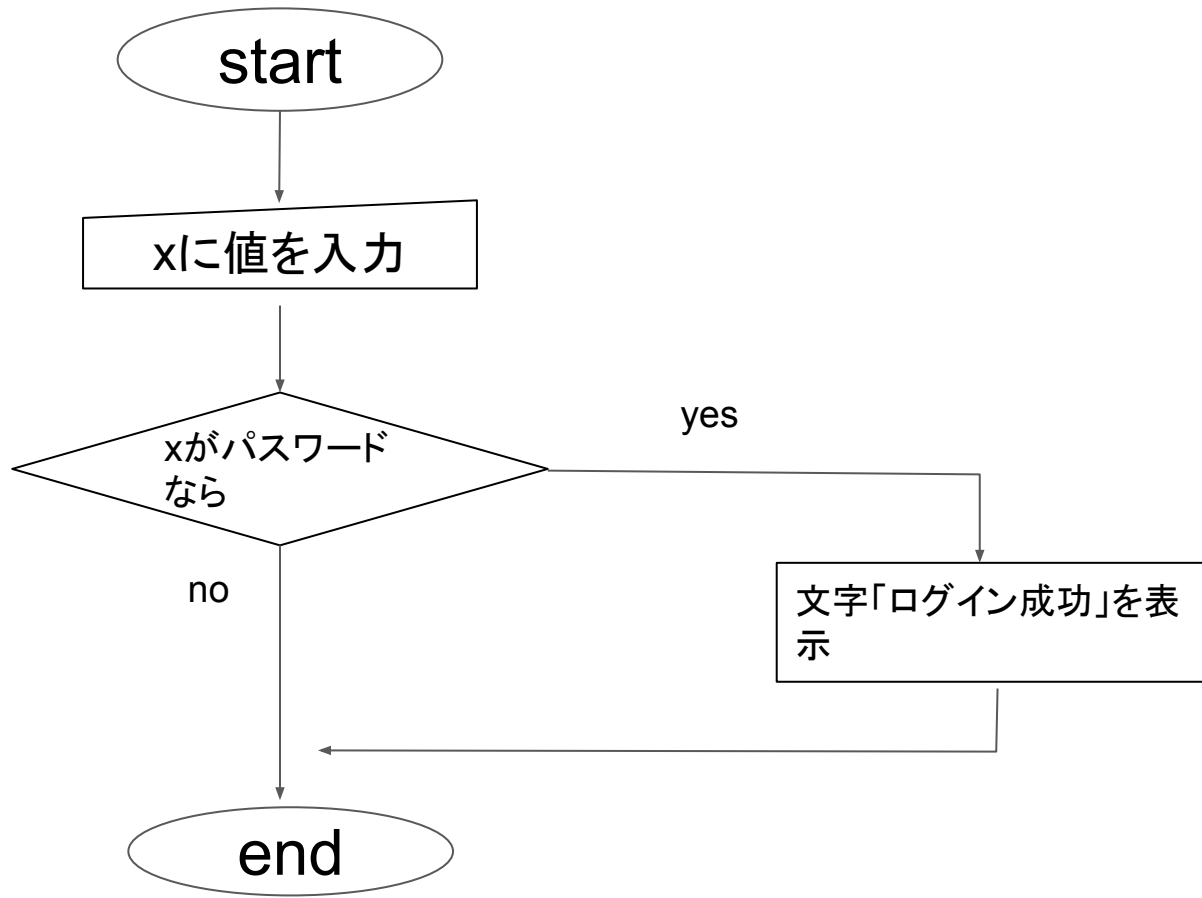 start
xに値を入力
xがパスワード
なら
yes
no
文字｢ログイン成功｣を表
示
end